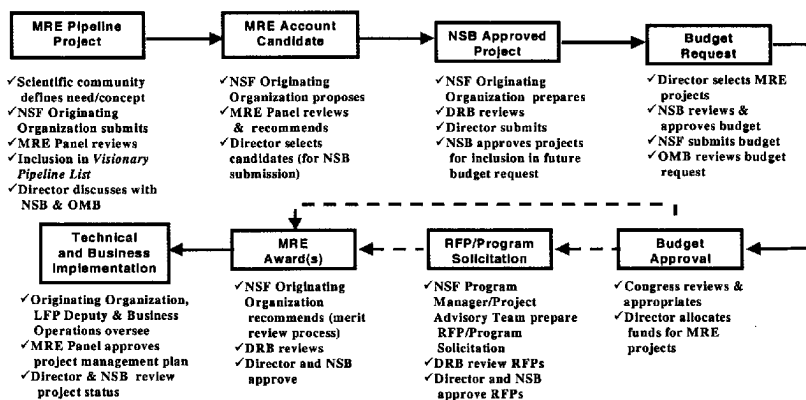 MRE Pipeline
Project
✓Scientific community
defines need/concept
✓NSF Originating
Organization submits
✓MRE Panel reviews
✓Inclusion in Visionary
Pipeline List
✓Director discusses with
NSB & OMB
MRE Account
Candidate
✓NSF Originating
Organization proposes
✓MRE Panel reviews
& recommends
✓Director selects
candidates (for NSB
submission)
NSB Approved
Project
✓NSF Originating
Organization prepares
✓DRB reviews
✓Director submits
✓NSB approves projects
for inclusion in future
budget request
Budget
Request
✓Director selects MRE
projects
✓NSB reviews &
approves budget
✓NSF submits budget
✓OMB reviews budget
request
Technical
and Business
Implementation
✓Originating Organization,
LFP Deputy & Business
Operations oversee
✓MRE Panel approves
project management plan
✓Director & NSB review
project status
MRE
Award(s)
✓NSF Originating
Organization
recommends (merit
review process)
✓DRB reviews
✓Director and NSB
approve
RFP/Program
Solicitation
✓NSF Program
Manager/Project
Advisory Team prepare
RFP/Program
Solicitation
✓DRB review RFPs
✓Director and NSB
approve RFPs
Budget
Approval
✓Congress reviews &
appropriates
✓Director allocates
funds for MRE
projects